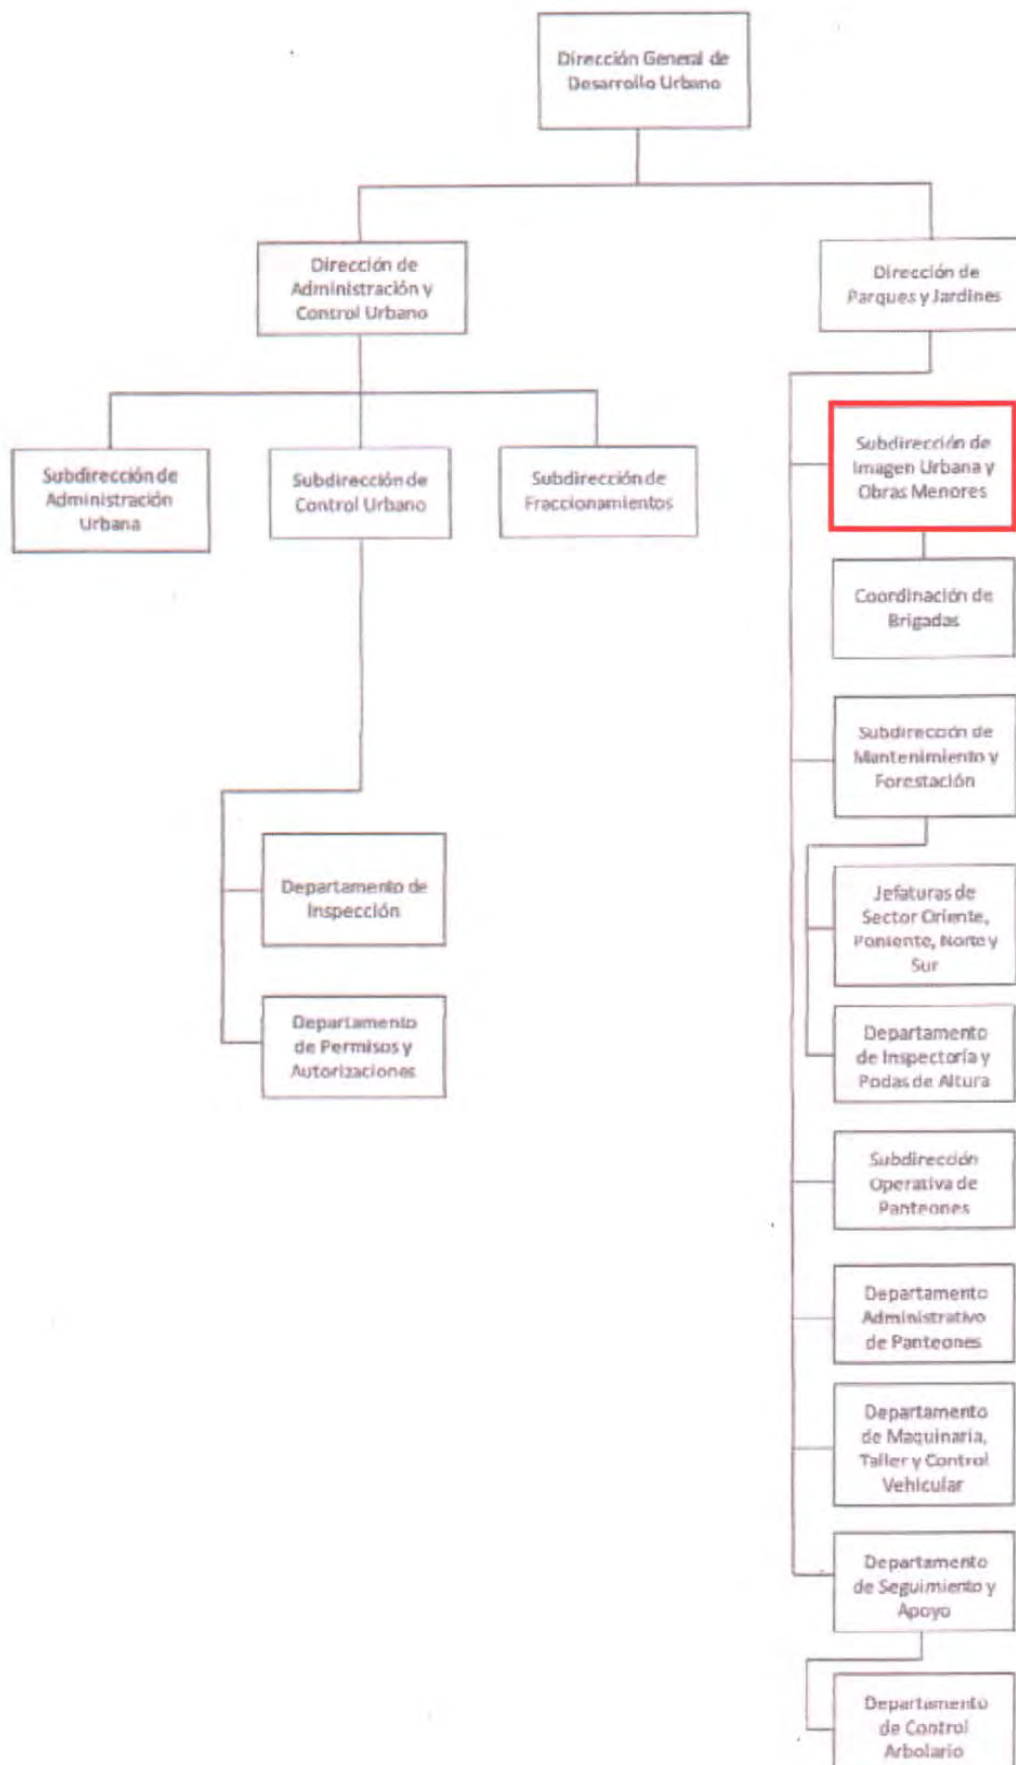 Dirección General de
Desarrollo Urbano
Dirección de
Administración y
Control Urbano
Dirección de
Parques y Jardines
Subdirección de
Administración
Urbana
Subdirección de
Control Urbano
Subdirección de
Fraccionamientos
Subdirección de
Imagen Urbana y
Obras Menores
Coordinación de
Brigadas
Subdirección de
Mantenimiento y
Forestación
Departamento de
Inspección
Departamento
de Permisos y
Autorizaciones
Jefaturas de
Sector Oriente,
Poniente, Norte y
Sur
Departamento
de Inspectoría y
Podas de Altura
Subdirección
Operativa de
Panteones
Departamento
Administrativo
de Panteones
Departamento
de Maquinaria,
Taller y Control
Vehicular
Departamento
de Seguimiento y
Apoyo
Departamento
de Control
Arbolario